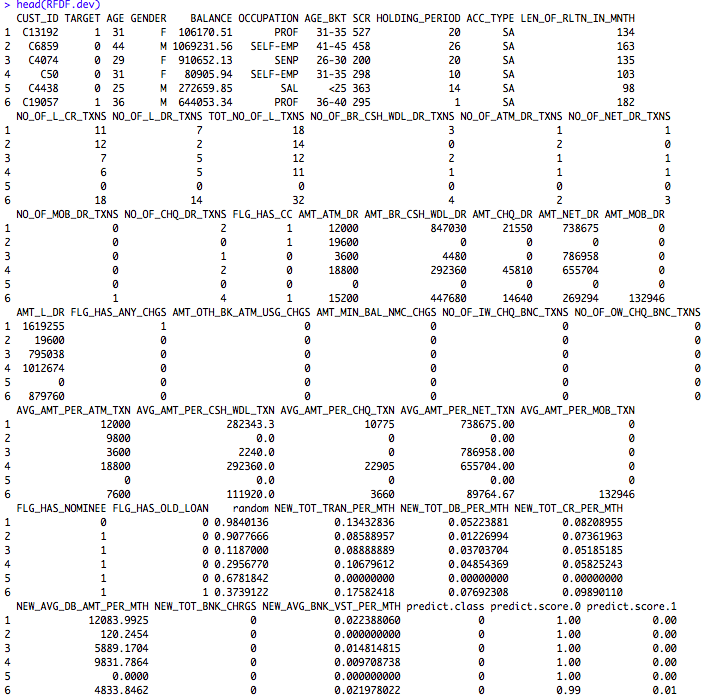 > head(RFDF.dev)
CUST_ID TARGET AGE GENDER BALANCE OCCUPATION AGE_BKT SCR HOLDING_PERIOD ACC_TYPE LEN_OF_RLTN_IN_MNTH
1 C13192 1 31 F 106170.51 PROF 31-35 527 20 SA 134
2 C6859 0 44 M 1069231.56 SELF-EMP 41-45 458 26 SA 163
3 C4074 0 29 F 910652.13 SENP 26-30 200 20 SA 135
4 C50 0 31 F 80905.94 SELF-EMP 31-35 298 10 SA 103
5 C4438 0 25 M 272659.85 SAL <25 363 14 SA 98
6 C19057 1 36 M 644053.34 PROF 36-40 295 1 SA 182
NO_OF_L_CR_TXNS NO_OF_L_DR_TXNS TOT_NO_OF_L_TXNS NO_OF_BR_CSH_WDL_DR_TXNS NO_OF_ATM_DR_TXNS NO_OF_NET_DR_TXNS
1 11 7 18 3 1 1
2 12 2 14 0 2 0
3 7 5 12 2 1 1
4 6 5 11 1 1 1
5 0 0 0 0 0 0
6 18 14 32 4 2 3
NO_OF_MOB_DR_TXNS NO_OF_CHQ_DR_TXNS FLG_HAS_CC AMT_ATM_DR AMT_BR_CSH_WDL_DR AMT_CHQ_DR AMT_NET_DR AMT_MOB_DR
1 0 2 1 12000 847030 21550 738675 0
2 0 0 1 19600 0 0 0 0
3 0 1 0 3600 4480 0 786958 0
4 0 2 0 18800 292360 45810 655704 0
5 0 0 0 0 0 0 0 0
6 1 4 1 15200 447680 14640 269294 132946
AMT_L_DR FLG_HAS_ANY_CHGS AMT_OTH_BK_ATM_USG_CHGS AMT_MIN_BAL_NMC_CHGS NO_OF_IW_CHQ_BNC_TXNS NO_OF_OW_CHQ_BNC_TXNS
1 1619255 1 0 0 0 0
2 19600 0 0 0 0 0
3 795038 0 0 0 0 0
4 1012674 0 0 0 0 0
5 0 0 0 0 0 0
6 879760 0 0 0 0 0
AVG_AMT_PER_ATM_TXN AVG_AMT_PER_CSH_WDL_TXN AVG_AMT_PER_CHQ_TXN AVG_AMT_PER_NET_TXN AVG_AMT_PER_MOB_TXN
1 12000 282343.3 10775 738675.00 0
2 9800 0.0 0 0.00 0
3 3600 2240.0 0 786958.00 0
4 18800 292360.0 22905 655704.00 0
5 0 0.0 0 0.00 0
6 7600 111920.0 3660 89764.67 132946
FLG_HAS_NOMINEE FLG_HAS_OLD_LOAN random NEW_TOT_TRAN_PER_MTH NEW_TOT_DB_PER_MTH NEW_TOT_CR_PER_MTH
1 0 0 0.9840136 0.13432836 0.05223881 0.08208955
2 1 0 0.9077666 0.08588957 0.01226994 0.07361963
3 1 0 0.1187000 0.08888889 0.03703704 0.05185185
4 1 0 0.2956770 0.10679612 0.04854369 0.05825243
5 1 0 0.6781842 0.00000000 0.00000000 0.00000000
6 1 0 0.3739122 0.17582418 0.07692308 0.09890110
NEW_AVG_DB_AMT_PER_MTH NEW_TOT_BNK_CHRGS NEW_AVG_BNK_VST_PER_MTH predict.class predict.score.0 predict.score.1
1 12083.9925 0 0.022388060 0 1.00 0.00
2 120.2454 0 0.000000000 0 1.00 0.00
3 5889.1704 0 0.014814815 0 1.00 0.00
4 9831.7864 0 0.009708738 0 1.00 0.00
5 0.0000 0 0.000000000 0 1.00 0.00
6 4833.8462 0 0.021978022 0 0.99 0.01